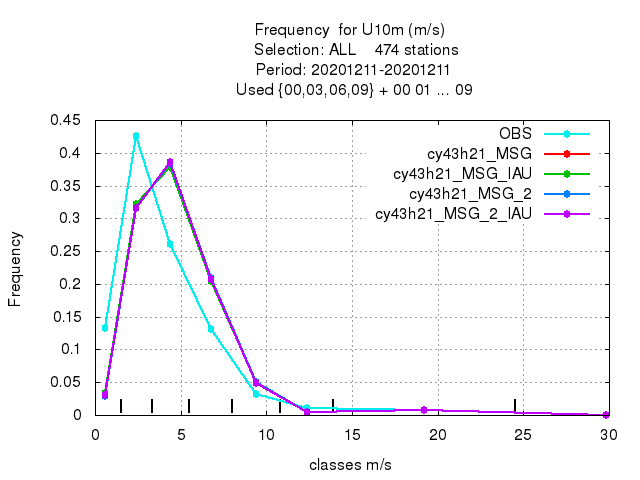 Frequency  for U10m (m/s)
Selection: ALL    474 stations
Period: 20201211-20201211
Used {00,03,06,09} + 00 01 ... 09
0.45
0.4
0.35
0.3
0.25
0.2
0.15
0.1
0.05
0
Frequency
OBS
cy43h21_MSG
cy43h21_MSG_IAU
cy43h21_MSG_2
cy43h21_MSG_2_IAU
0 5 10 15 20 25 30
classes m/s